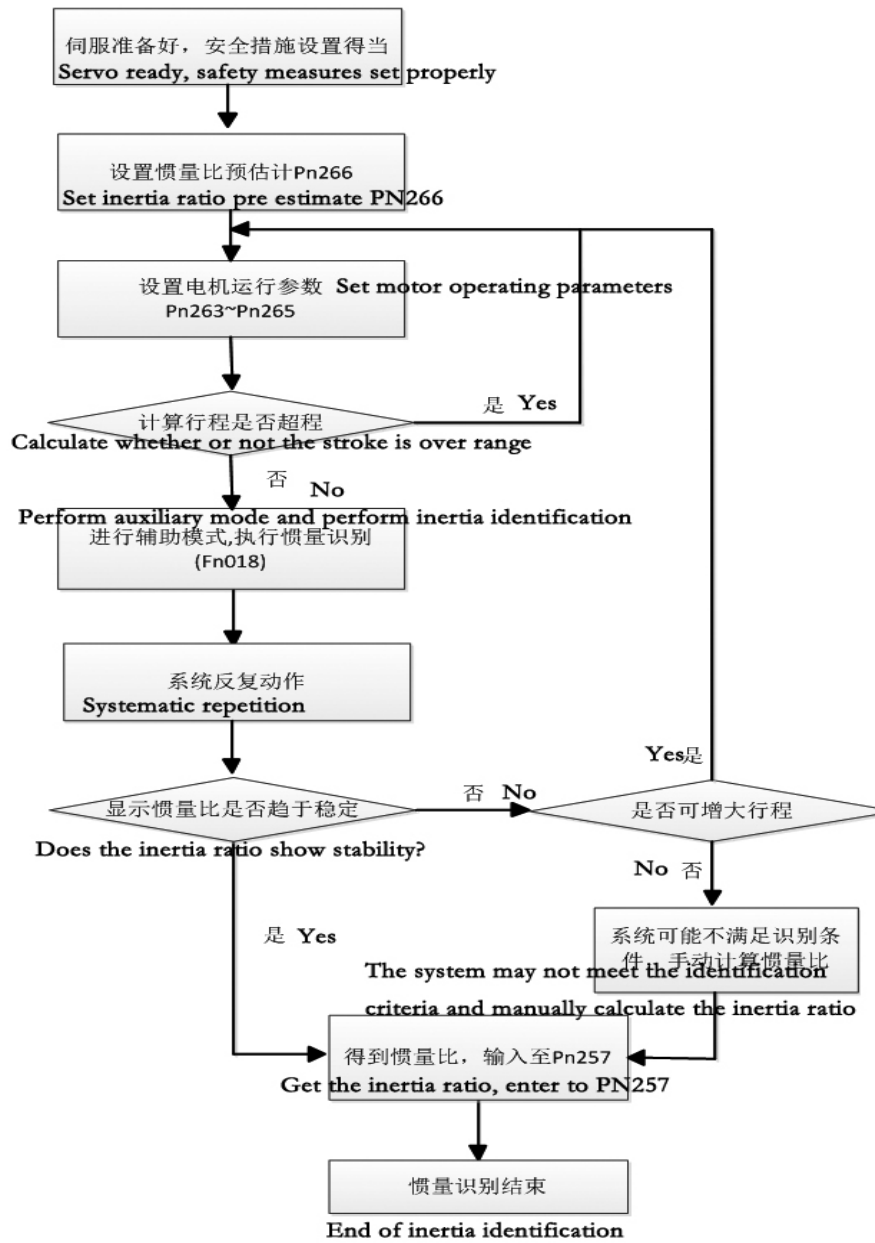 伺服准备好，安全措施设置得当
Servo ready, safety measures set properly
设置惯量比预估计Pn266
Set inertia ratio pre estimate PN266
设置电机运行参数 Set motor operating parameters
Pn263~Pn265
计算行程是否超程
是 Yes
Calculate whether or not the stroke is over range
否 No
Perform auxiliary mode and perform inertia identification
进行辅助模式,执行惯量识别
(Fn018)
系统反复动作
Systematic repetition
显示惯量比是否趋于稳定
否 No
Yes是
是否可增大行程
Does the inertia ratio show stability?
No 否
是 Yes
系统可能不满足识别条
件，手动计算惯量比
The system may not meet the identification
criteria and manually calculate the inertia ratio
得到惯量比，输入至Pn257
Get the inertia ratio, enter to PN257
惯量识别结束
End of inertia identification